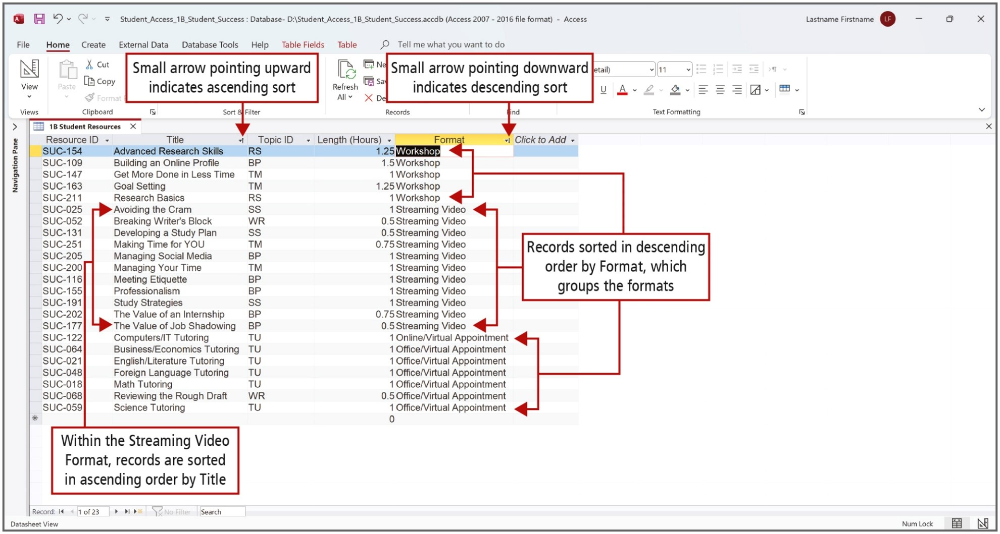 Student_Access_1B_Student_Success : Database- D:\Student_Access_1B_Student_Success.accdb (Access 2007 - 2016 file format) - Access
Lastname Firstname LF
File Home Create External Data Database Tools Help Table Fields Table Tell me what you want to do
View
Views
Paste
Cut
Copy
Format
Clipboard
Small arrow pointing upward
indicates ascending sort
Sort & Filter
Refresh
All
Records
Small arrow pointing downward
indicates descending sort
Find
etail) 11
U A
Text Formatting
Navigation Pane
1B Student Resources
Resource ID Title Topic ID Length (Hours) Format Click to Add
SUC-154 Advanced Research Skills RS 1.25 Workshop
SUC-109 Building an Online Profile BP 1.5 Workshop
SUC-147 Get More Done in Less Time TM 1 Workshop
SUC-163 Goal Setting TM 1.25 Workshop
SUC-211 Research Basics RS 1 Workshop
SUC-025 Avoiding the Cram SS 1 Streaming Video
SUC-052 Breaking Writer's Block WR 0.5 Streaming Video
SUC-131 Developing a Study Plan SS 0.5 Streaming Video
SUC-251 Making Time for YOU TM 0.75 Streaming Video
SUC-205 Managing Social Media BP 1 Streaming Video
SUC-200 Managing Your Time TM 1 Streaming Video
SUC-116 Meeting Etiquette BP 1 Streaming Video
SUC-155 Professionalism BP 1 Streaming Video
SUC-191 Study Strategies SS 1 Streaming Video
SUC-202 The Value of an Internship BP 0.75 Streaming Video
SUC-177 The Value of Job Shadowing BP 0.5 Streaming Video
SUC-122 Computers/IT Tutoring TU 1 Online/Virtual Appointment
SUC-064 Business/Economics Tutoring TU 1 Office/Virtual Appointment
SUC-021 English/Literature Tutoring TU 1 Office/Virtual Appointment
SUC-048 Foreign Language Tutoring TU 1 Office/Virtual Appointment
SUC-018 Math Tutoring TU 1 Office/Virtual Appointment
SUC-068 Reviewing the Rough Draft WR 0.5 Office/Virtual Appointment
SUC-059 Science Tutoring TU 1 Office/Virtual Appointment
0
Records sorted in descending
order by Format, which
groups the formats
Within the Streaming Video
Format, records are sorted
in ascending order by Title
Record: 1 of 23 No Filter Search
Datasheet View Num Lock